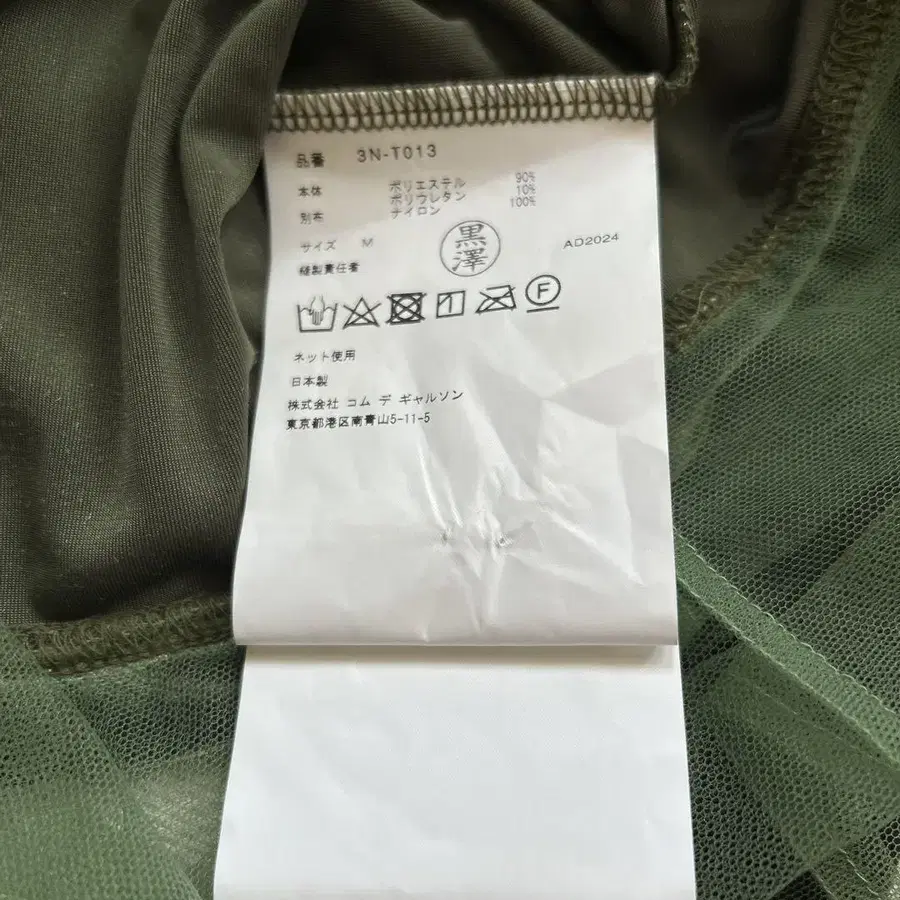 品番 3N-T013
本体 ポリエステル 90%
ポリウレタン 10%
別布 ナイロン 100%
サイズ M
黒澤
AD2024
縫製責任者
1
F
ネット使用
日本製
株式会社 コム デ ギャルソン
東京都港区南青山5-11-5